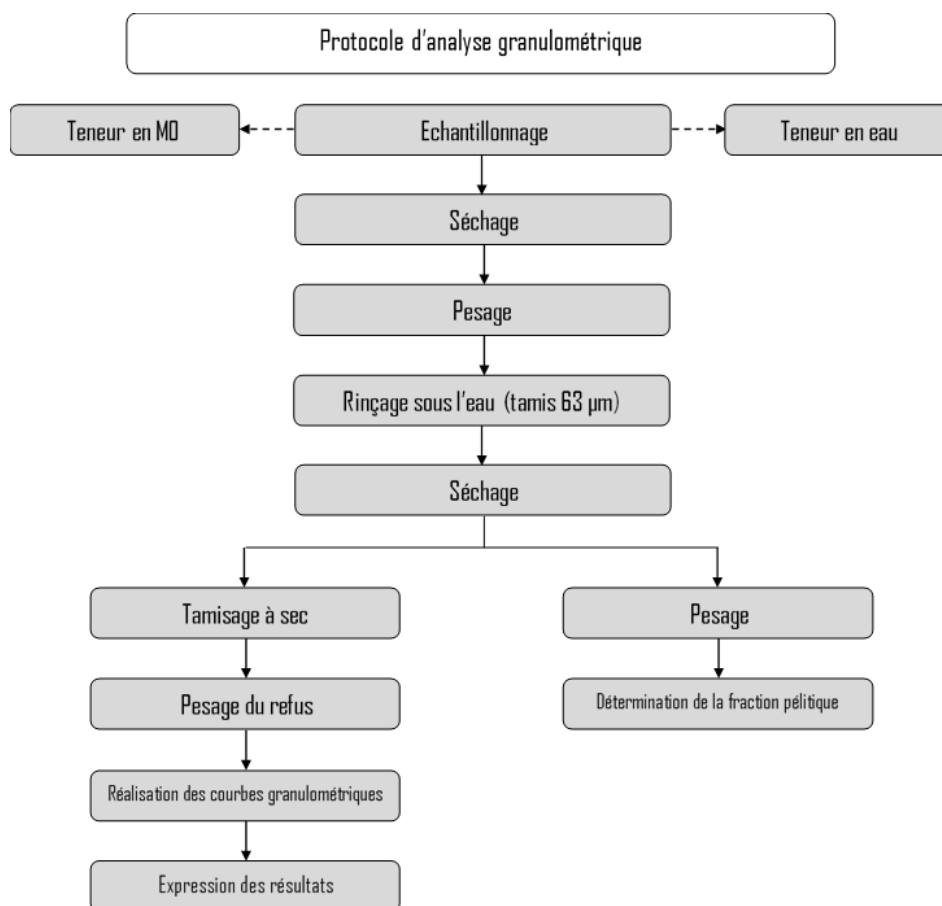 Protocole d'analyse granulométrique
Teneur en MO
Echantillonnage
Teneur en eau
Séchage
Pesage
Rinçage sous l'eau (tamis 63 µm)
Séchage
Tamisage à sec
Pesage
Pesage du refus
Détermination de la fraction pélitique
Réalisation des courbes granulométriques
Expression des résultats